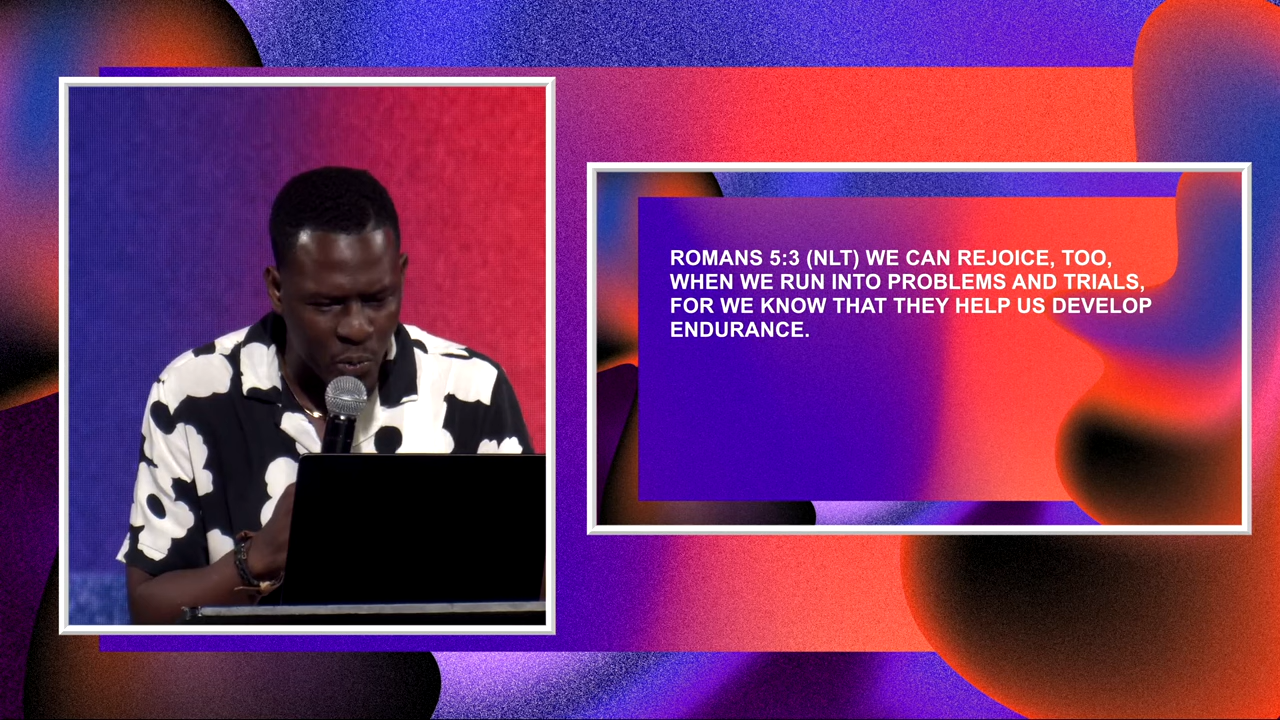 ROMANS 5:3 (NLT) WE CAN REJOICE, TOO,
WHEN WE RUN INTO PROBLEMS AND TRIALS,
FOR WE KNOW THAT THEY HELP US DEVELOP
ENDURANCE.